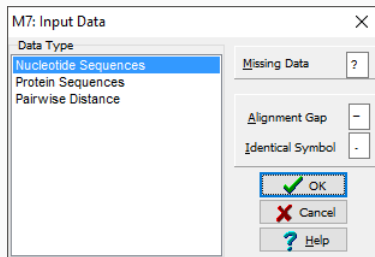 M7: Input Data
Data Type
Nucleotide Sequences
Protein Sequences
Pairwise Distance
Missing Data ?
Alignment Gap –
Identical Symbol .
OK
Cancel
Help